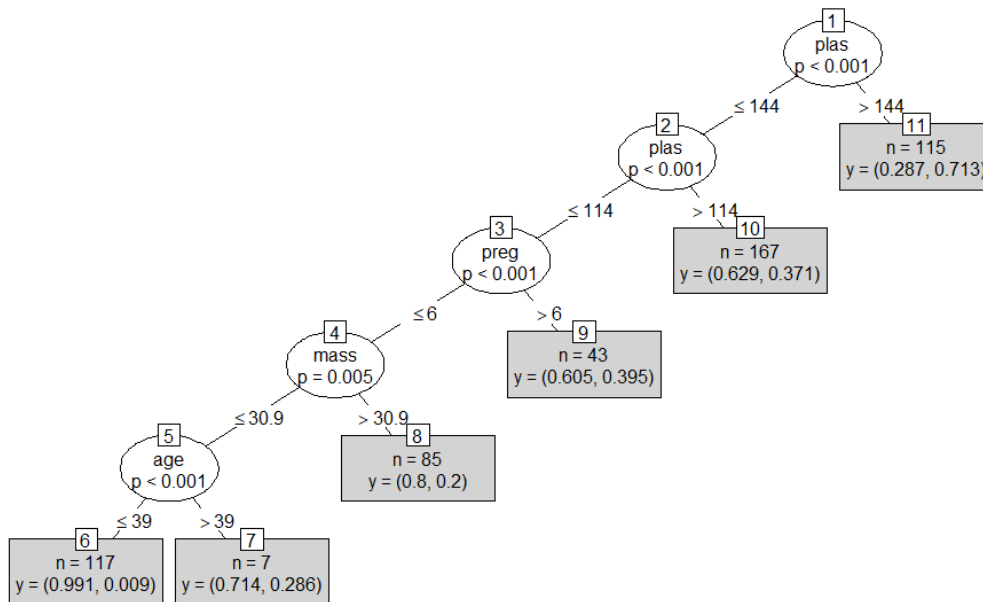 1
plas
p < 0.001
≤ 144
> 144
2
plas
p < 0.001
11
n = 115
y = (0.287, 0.713)
≤ 114
> 114
3
preg
p < 0.001
10
n = 167
y = (0.629, 0.371)
≤ 6
> 6
4
mass
p = 0.005
9
n = 43
y = (0.605, 0.395)
≤ 30.9
> 30.9
5
age
p < 0.001
8
n = 85
y = (0.8, 0.2)
≤ 39
> 39
6
n = 117
y = (0.991, 0.009)
7
n = 7
y = (0.714, 0.286)